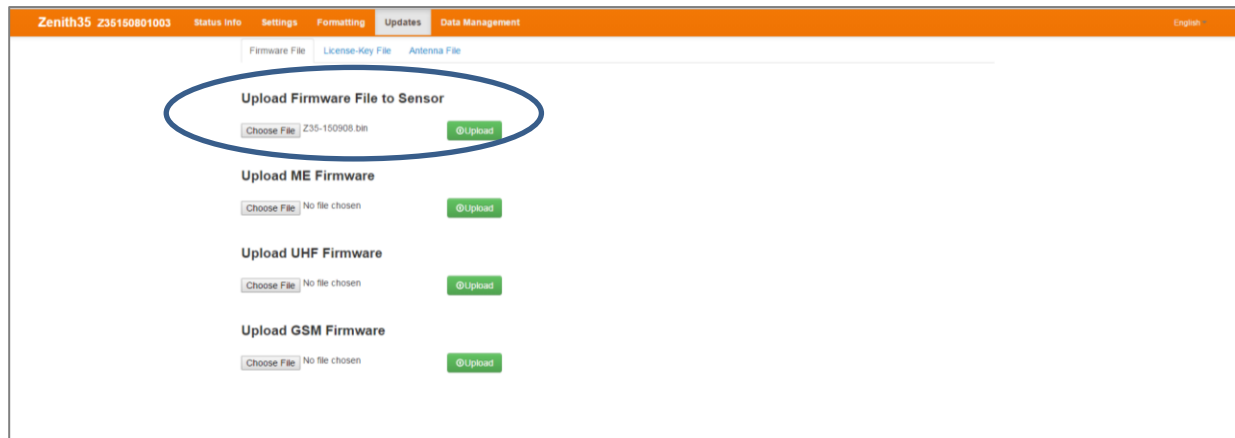 Zenith35 Z35150801003 Status Info Settings Formatting Updates Data Management English
Firmware File License-Key File Antenna File
Upload Firmware File to Sensor
Choose File Z35-150908.bin Upload
Upload ME Firmware
Choose File No file chosen Upload
Upload UHF Firmware
Choose File No file chosen Upload
Upload GSM Firmware
Choose File No file chosen Upload